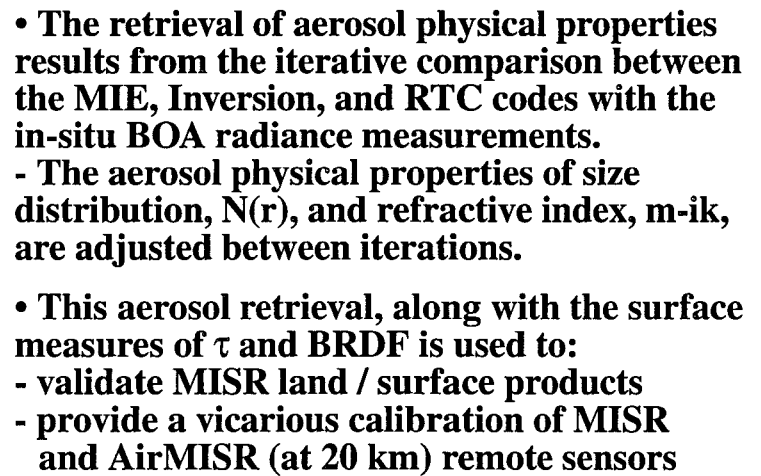 • The retrieval of aerosol physical properties
results from the iterative comparison between
the MIE, Inversion, and RTC codes with the
in-situ BOA radiance measurements.
- The aerosol physical properties of size
distribution, N(r), and refractive index, m-ik,
are adjusted between iterations.
• This aerosol retrieval, along with the surface
measures of τ and BRDF is used to:
- validate MISR land / surface products
- provide a vicarious calibration of MISR
and AirMISR (at 20 km) remote sensors